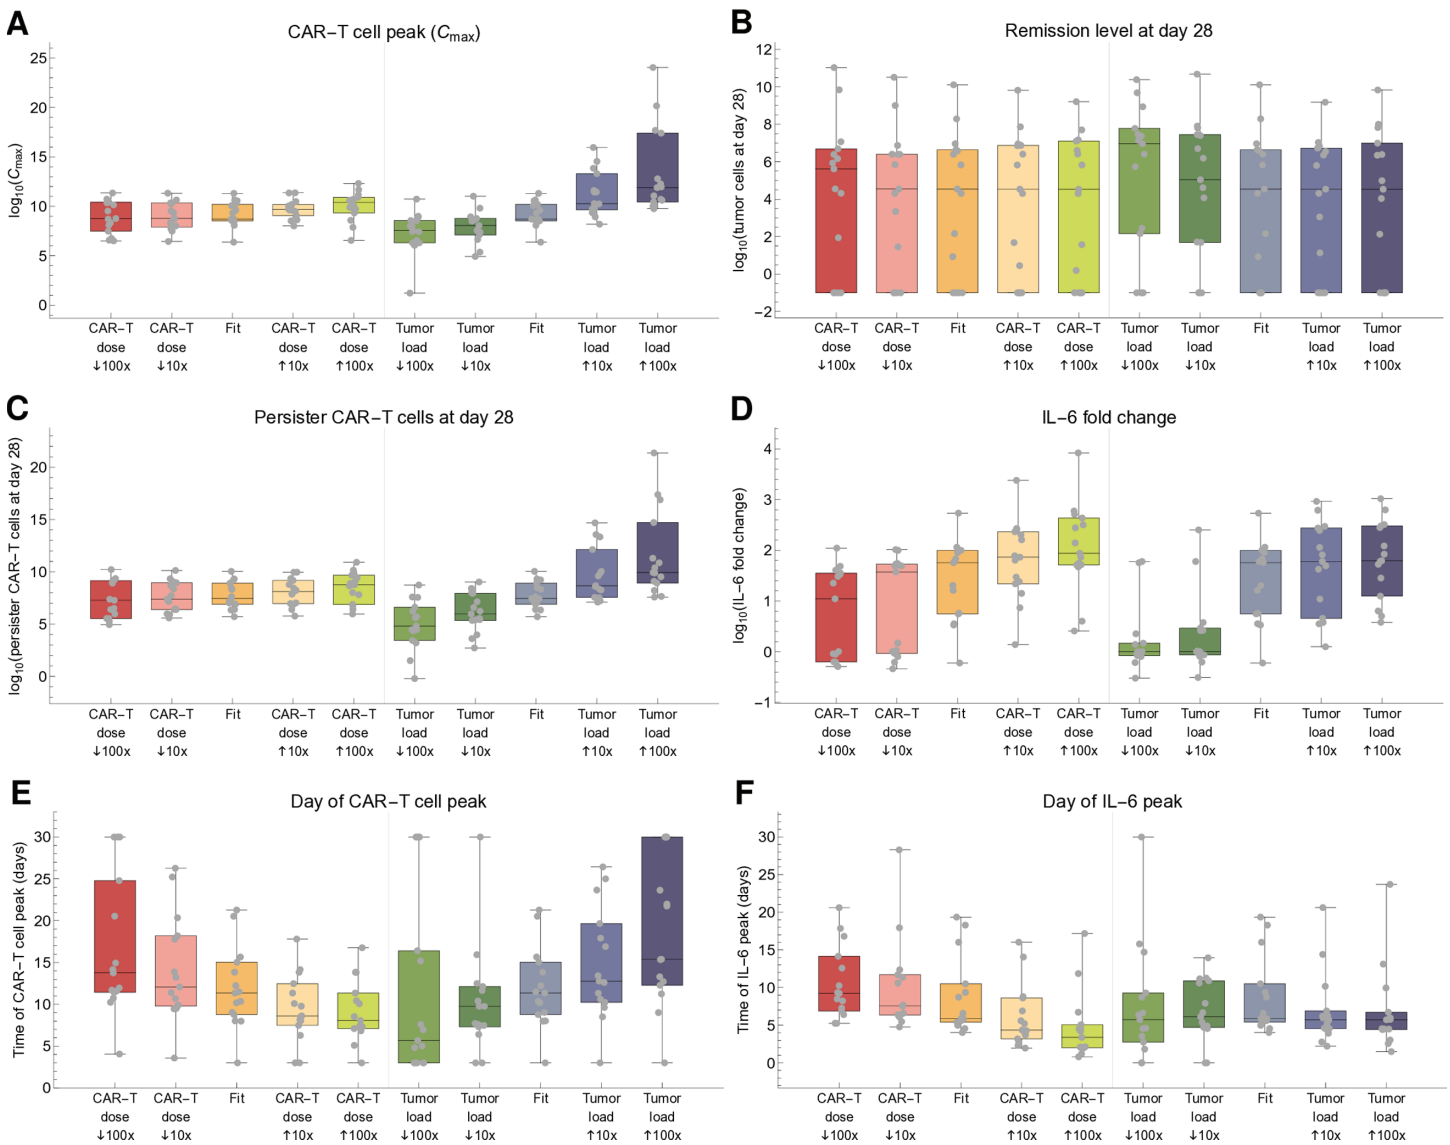 A
CAR–T cell peak (Cmax)
log10(Cmax)
25
20
15
10
5
0
CAR–T dose ↓100x
CAR–T dose ↓10x
Fit
CAR–T dose ↑10x
CAR–T dose ↑100x
Tumor load ↓100x
Tumor load ↓10x
Fit
Tumor load ↑10x
Tumor load ↑100x
B
Remission level at day 28
log10(tumor cells at day 28)
12
10
8
6
4
2
0
−2
CAR–T dose ↓100x
CAR–T dose ↓10x
Fit
CAR–T dose ↑10x
CAR–T dose ↑100x
Tumor load ↓100x
Tumor load ↓10x
Fit
Tumor load ↑10x
Tumor load ↑100x
C
Persister CAR–T cells at day 28
log10(persister CAR–T cells at day 28)
20
15
10
5
0
CAR–T dose ↓100x
CAR–T dose ↓10x
Fit
CAR–T dose ↑10x
CAR–T dose ↑100x
Tumor load ↓100x
Tumor load ↓10x
Fit
Tumor load ↑10x
Tumor load ↑100x
D
IL–6 fold change
log10(IL–6 fold change)
4
3
2
1
0
−1
CAR–T dose ↓100x
CAR–T dose ↓10x
Fit
CAR–T dose ↑10x
CAR–T dose ↑100x
Tumor load ↓100x
Tumor load ↓10x
Fit
Tumor load ↑10x
Tumor load ↑100x
E
Day of CAR–T cell peak
Time of CAR–T cell peak (days)
30
25
20
15
10
5
0
CAR–T dose ↓100x
CAR–T dose ↓10x
Fit
CAR–T dose ↑10x
CAR–T dose ↑100x
Tumor load ↓100x
Tumor load ↓10x
Fit
Tumor load ↑10x
Tumor load ↑100x
F
Day of IL–6 peak
Time of IL–6 peak (days)
30
25
20
15
10
5
0
CAR–T dose ↓100x
CAR–T dose ↓10x
Fit
CAR–T dose ↑10x
CAR–T dose ↑100x
Tumor load ↓100x
Tumor load ↓10x
Fit
Tumor load ↑10x
Tumor load ↑100x